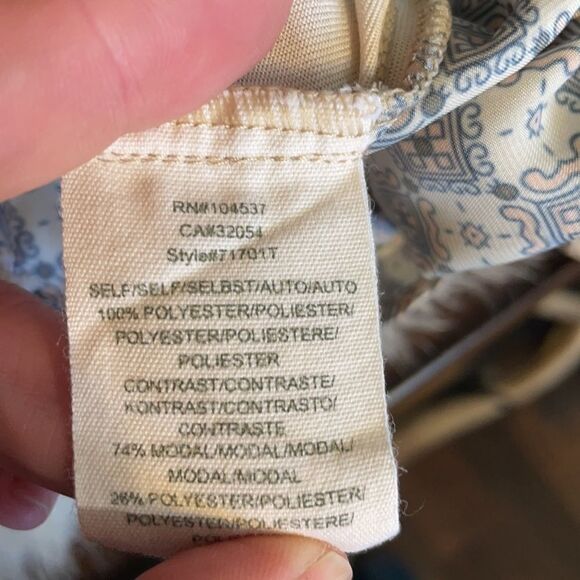 RN#104537
CA#32054
Style#71701T
SELF/SELF/SELBST/AUTO/AUTO
100% POLYESTER/POLIESTER/
POLYESTER/POLIESTERE/
POLIESTER
CONTRAST/CONTRASTE/
KONTRAST/CONTRASTO/
CONTRASTE
74% MODAL/MODAL/MODAL/
MODAL/MODAL
26% POLYESTER/POLIESTER/
POLYESTER/POLIESTERE/